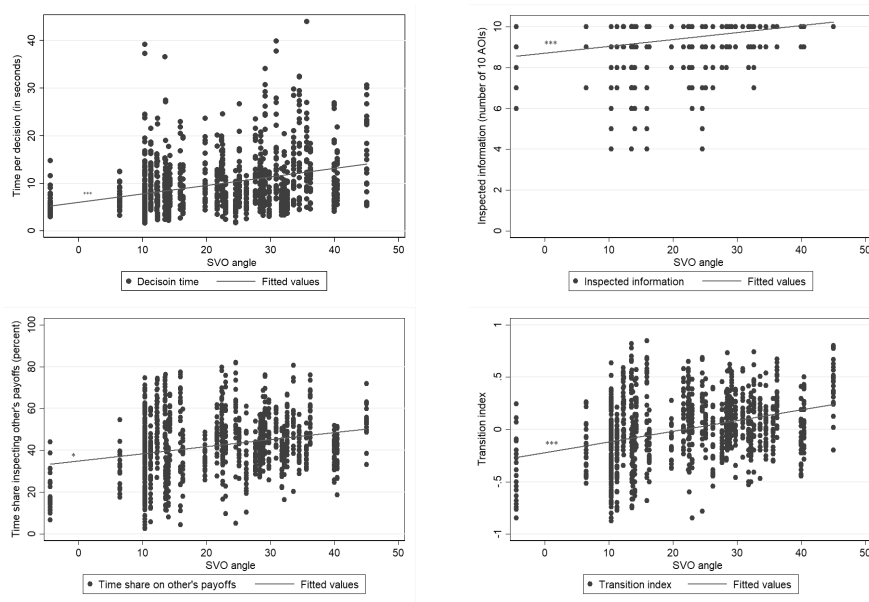 Time per decision (in seconds)
40
30
20
10
0
***
0 10 20 30 40 50
SVO angle
Decisoin time Fitted values
Inspected information (number of 10 AOIs)
10
8
6
4
2
0
***
0 10 20 30 40 50
SVO angle
Inspected information Fitted values
Time share inspecting other's payoffs (percent)
100
80
60
40
20
0
*
0 10 20 30 40 50
SVO angle
Time share on other's payoffs Fitted values
Transition index
1
.5
0
-.5
-1
***
0 10 20 30 40 50
SVO angle
Transition index Fitted values